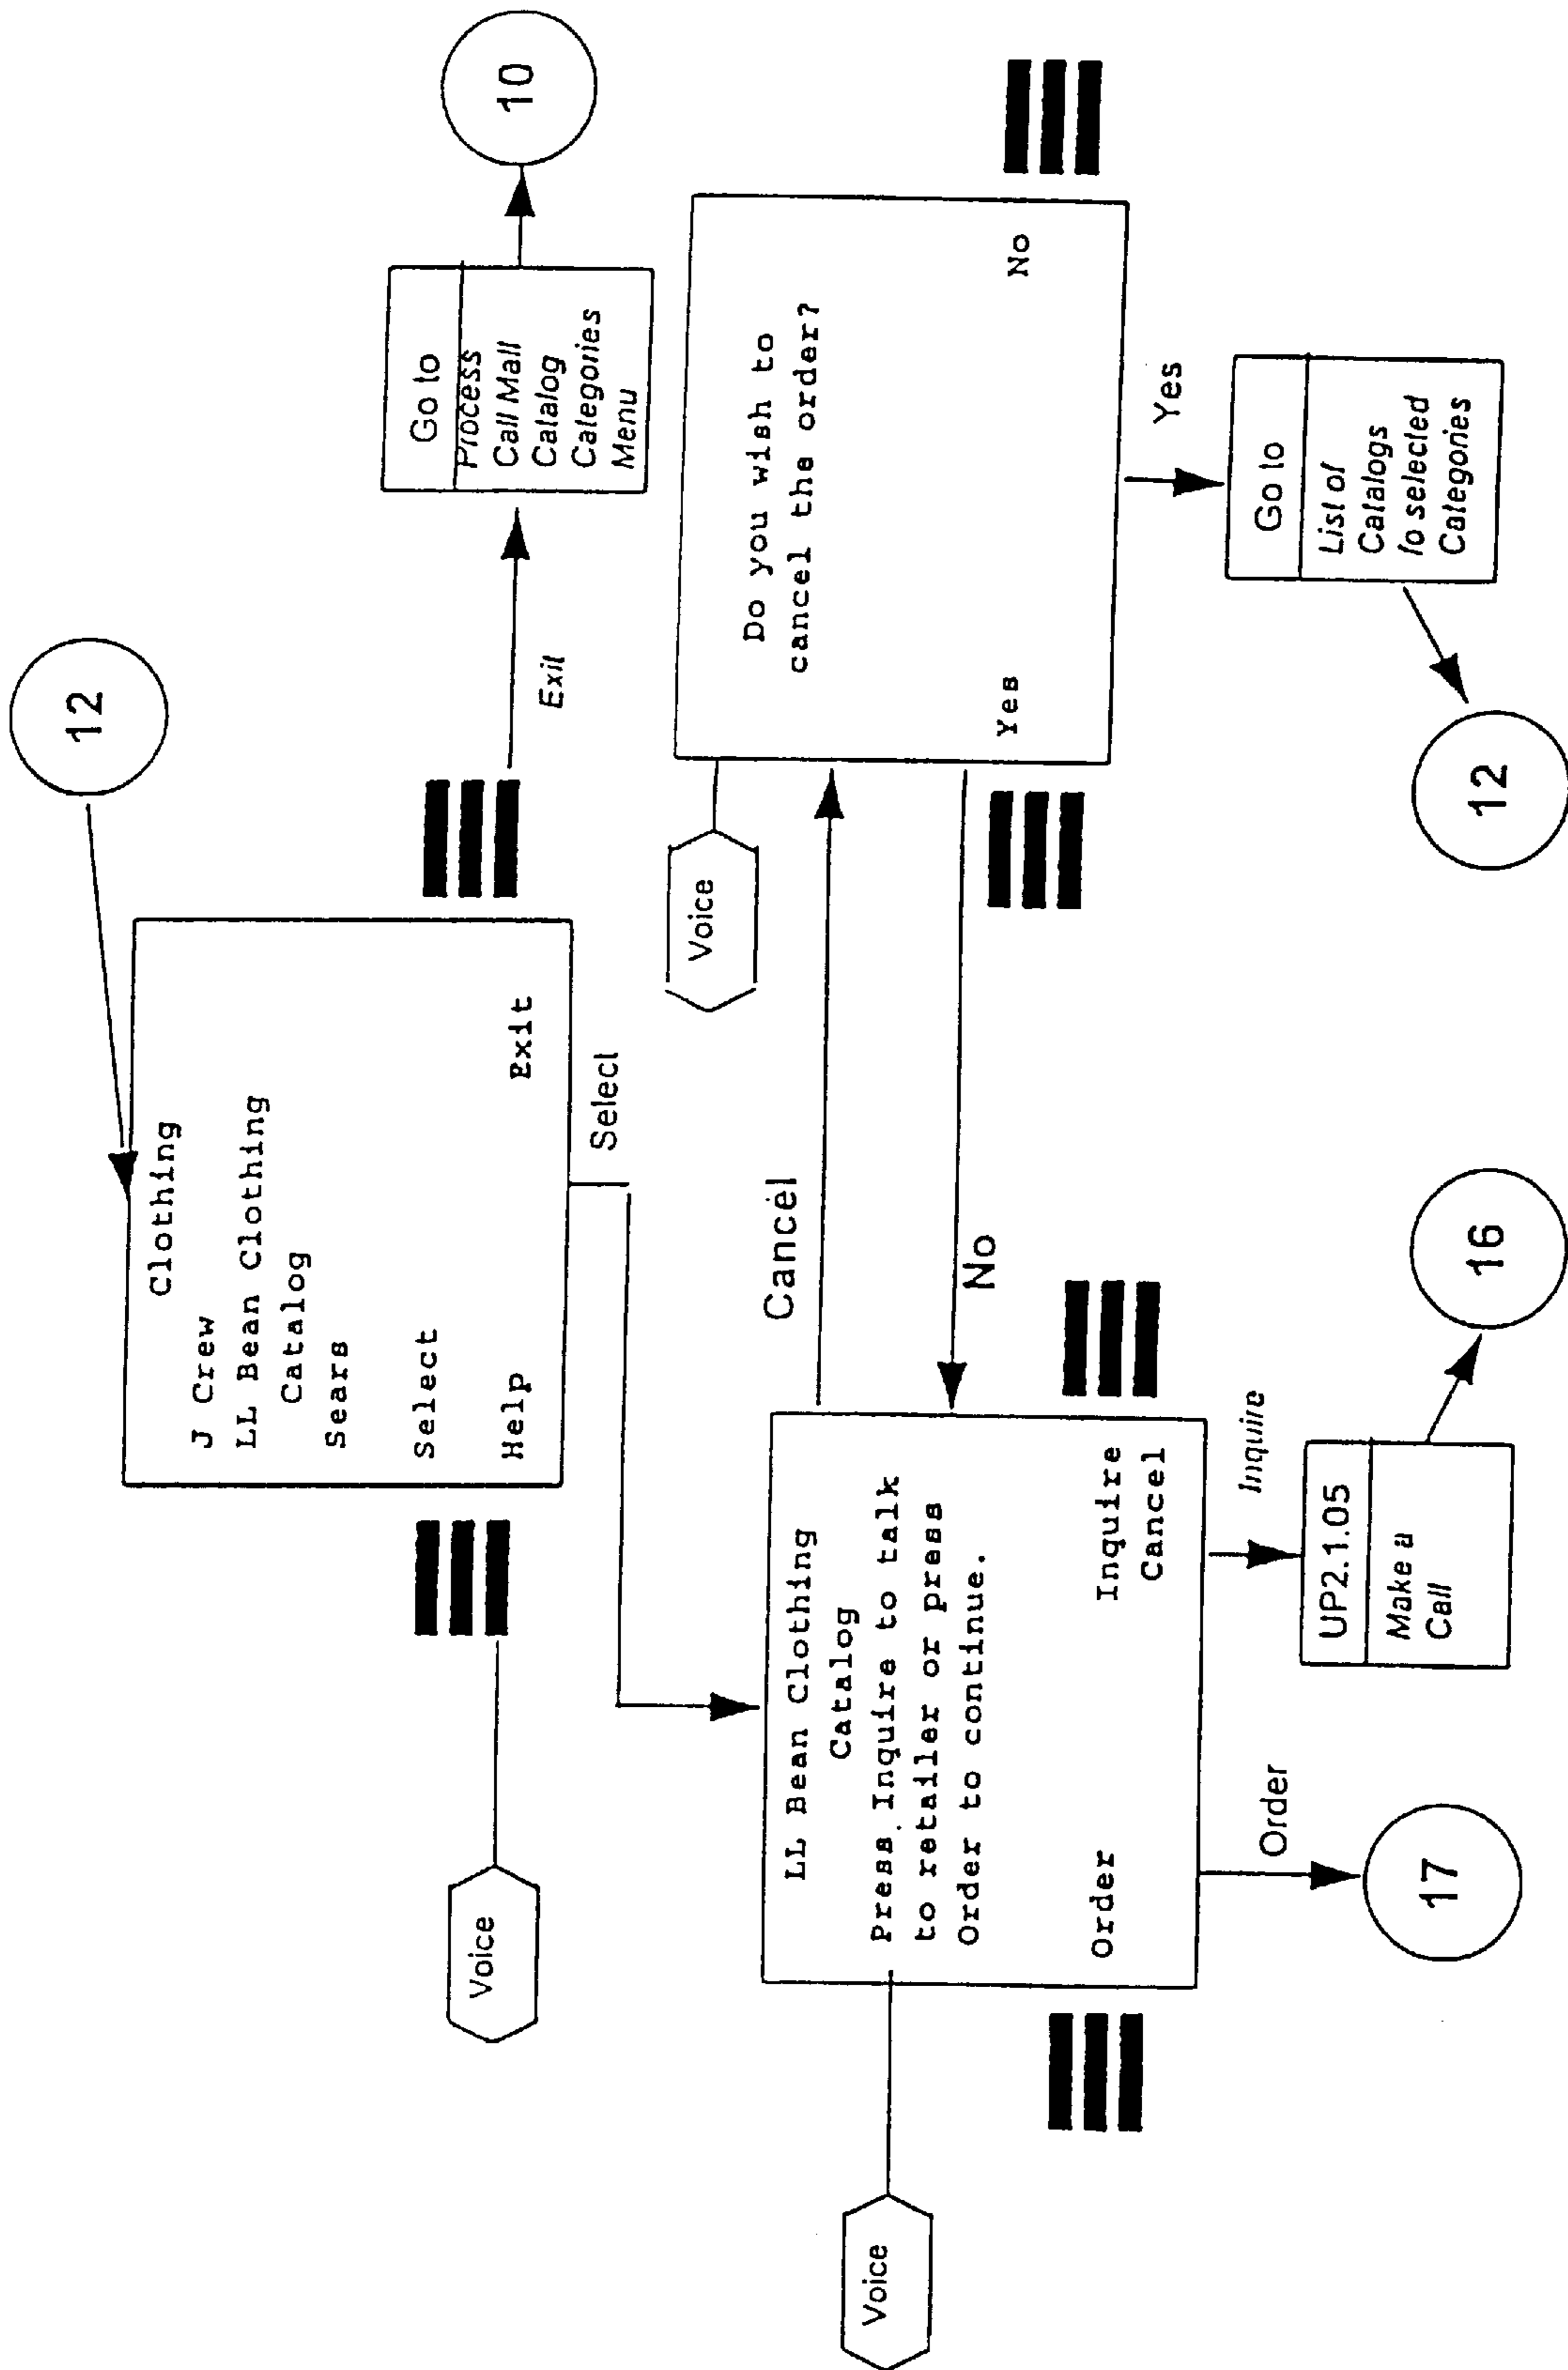 12
Clothing
J Crew
LL Bean Clothing
Catalog
Sears
Select
Help
Exit
Voice
Exit
Go to
Process
Call Mall
Catalog
Categories
Menu
10
Select
LL Bean Clothing
Catalog
Press Inquire to talk
to retailer or press
Order to continue.
Order
Inquire
Cancel
Voice
Cancel
No
Voice
Do you wish to
cancel the order?
Yes
No
Order
17
Inquire
UP2.1.05
Make a
Call
16
Yes
Go to
List of
Catalogs
to selected
Categories
12